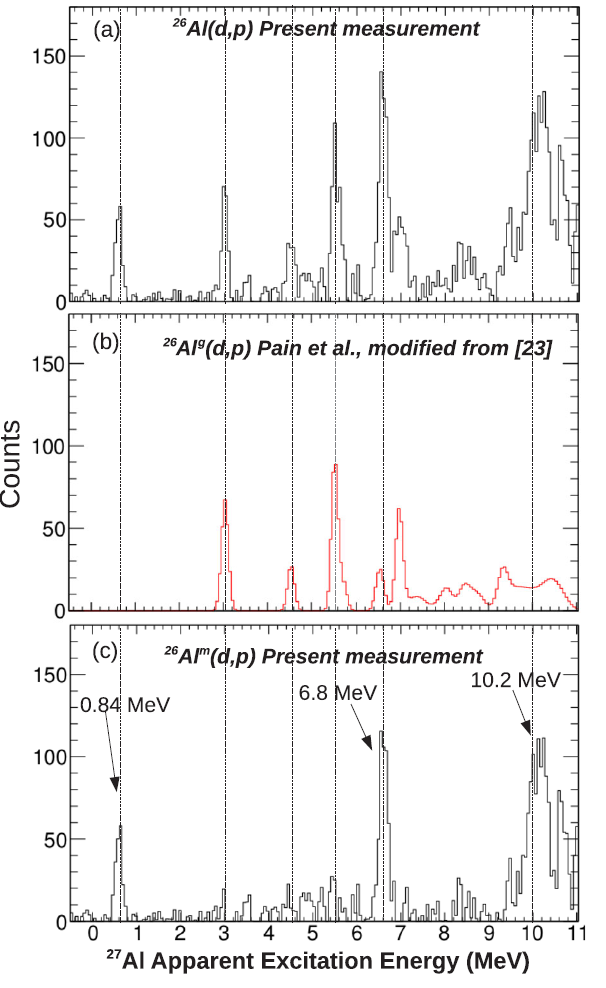 (a) ²⁶Al(d,p) Present measurement
150
100
50
0
(b) ²⁶Alᵍ(d,p) Pain et al., modified from [23]
150
100
50
0
Counts
(c) ²⁶Alᵐ(d,p) Present measurement
0.84 MeV
6.8 MeV
10.2 MeV
150
100
50
0
0 1 2 3 4 5 6 7 8 9 10 11
²⁷Al Apparent Excitation Energy (MeV)